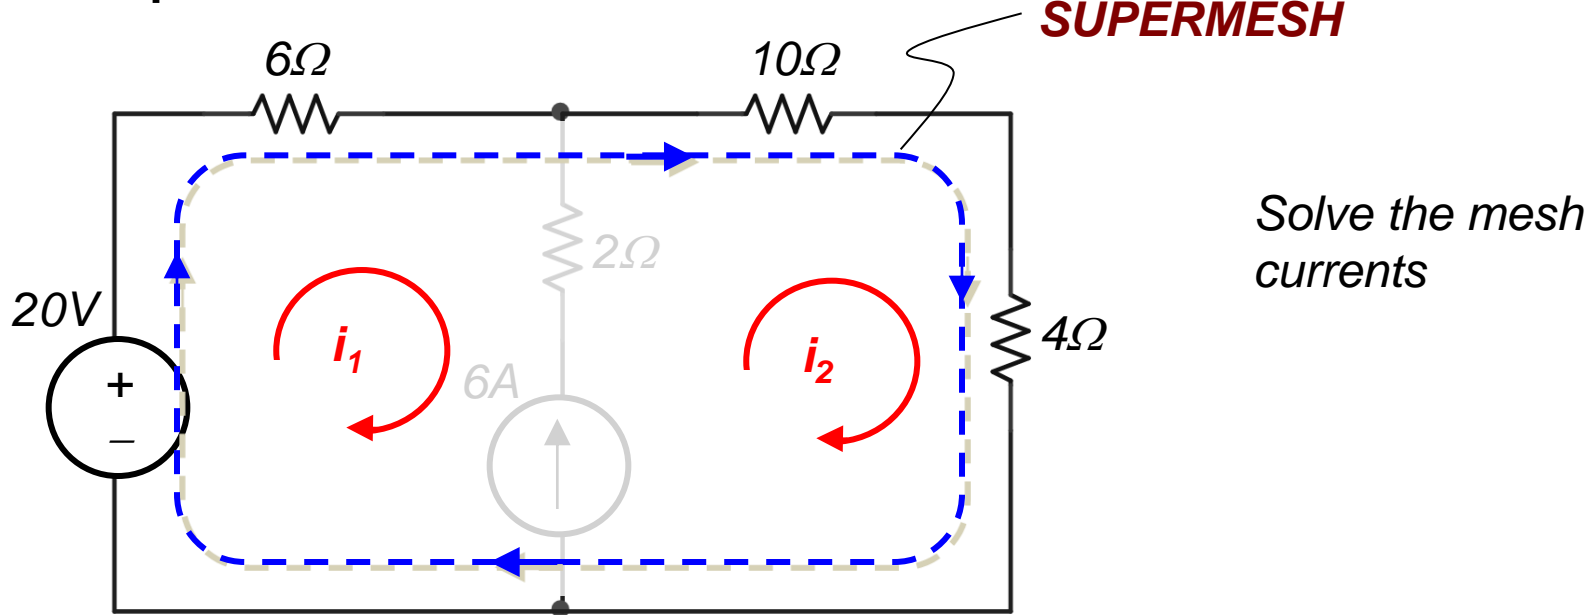 SUPERMESH
6Ω
10Ω
2Ω
Solve the mesh
currents
20V
i1
6A
i2
4Ω
+
–